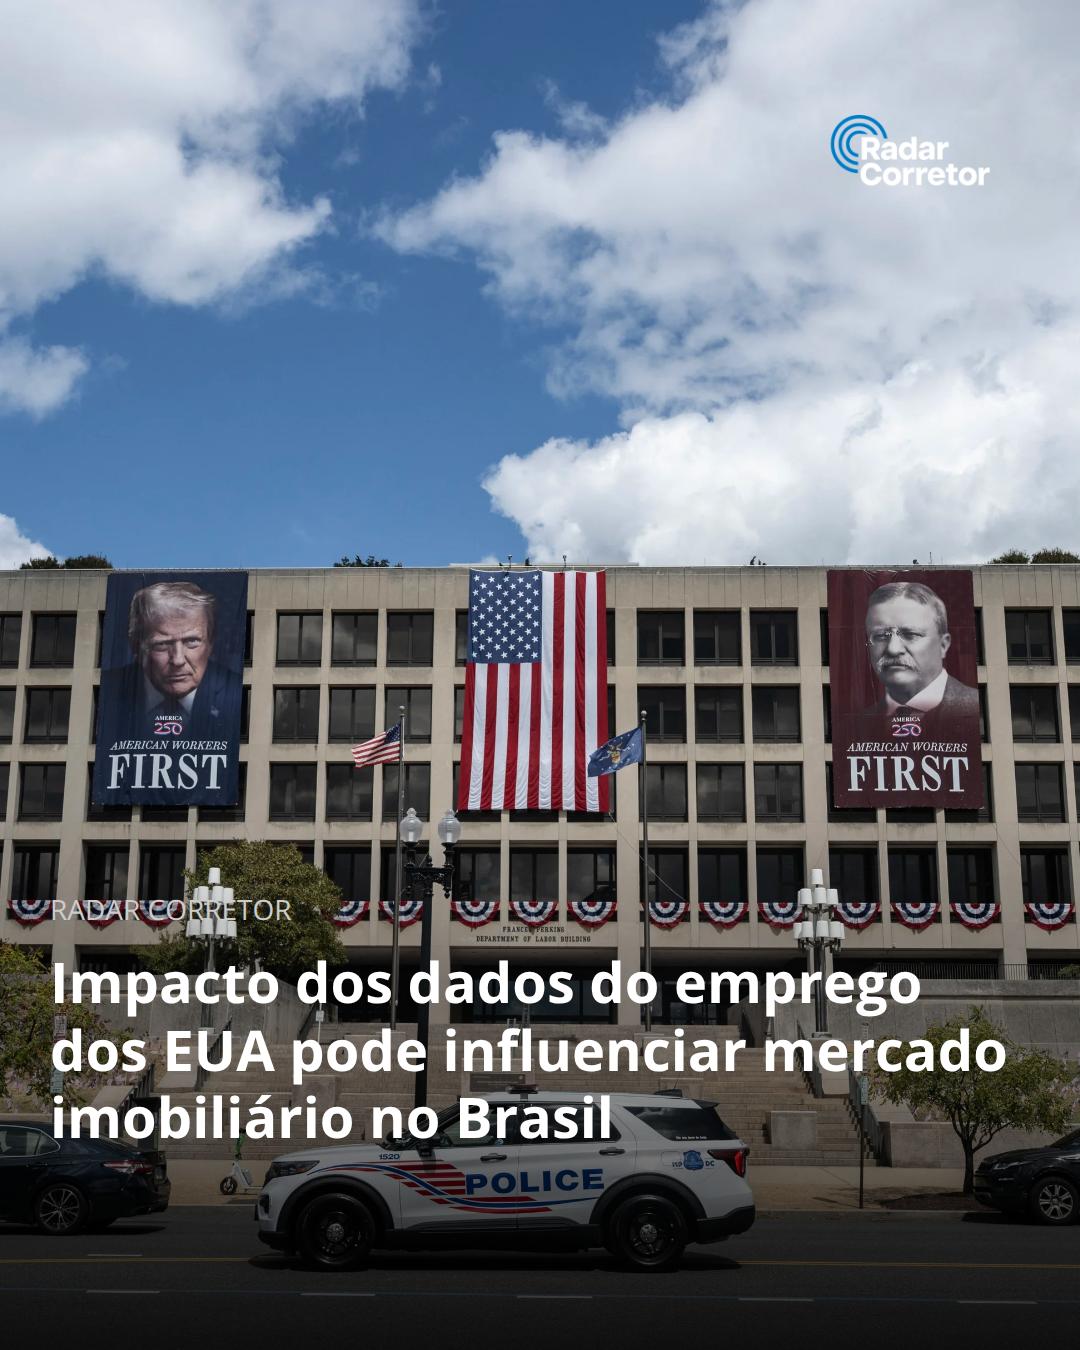 Radar
Corretor
AMERICA
250
AMERICAN WORKERS
FIRST
AMERICA
250
AMERICAN WORKERS
FIRST
RADAR CORRETOR
FRANCES PERKINS
DEPARTMENT OF LABOR BUILDING
Impacto dos dados do emprego
dos EUA pode influenciar mercado
imobiliário no Brasil
1520
POLICE
DC